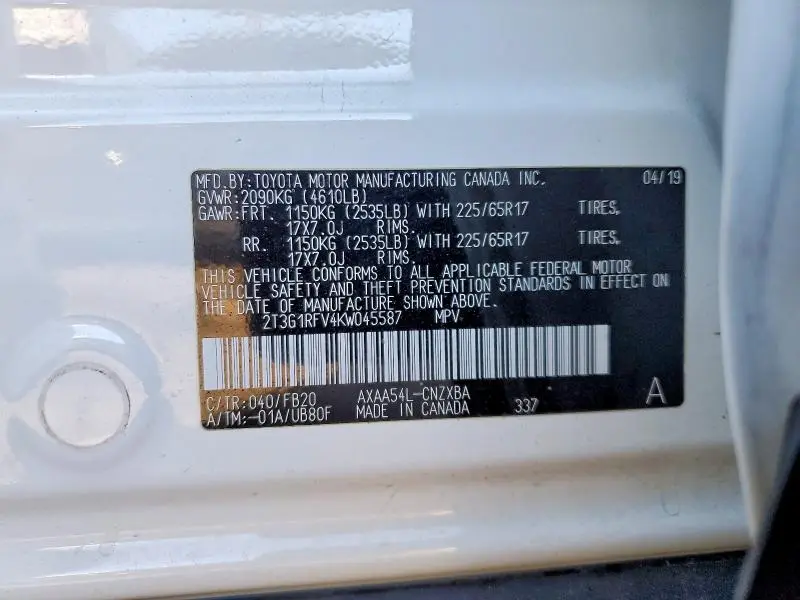 MFD.BY:TOYOTA MOTOR MANUFACTURING CANADA INC. 04/19
GVWR:2090KG (4610LB)
GAWR:FRT. 1150KG (2535LB) WITH 225/65R17 TIRES,
17X7.0J RIMS.
RR. 1150KG (2535LB) WITH 225/65R17 TIRES,
17X7.0J RIMS.
THIS VEHICLE CONFORMS TO ALL APPLICABLE FEDERAL MOTOR
VEHICLE SAFETY AND THEFT PREVENTION STANDARDS IN EFFECT ON
THE DATE OF MANUFACTURE SHOWN ABOVE.
2T3G1RFV4KW045587 MPV
C/TR:040/FB20 AXAA54L-CNZXBA
A/TM:-01A/UB80F MADE IN CANADA 337 A